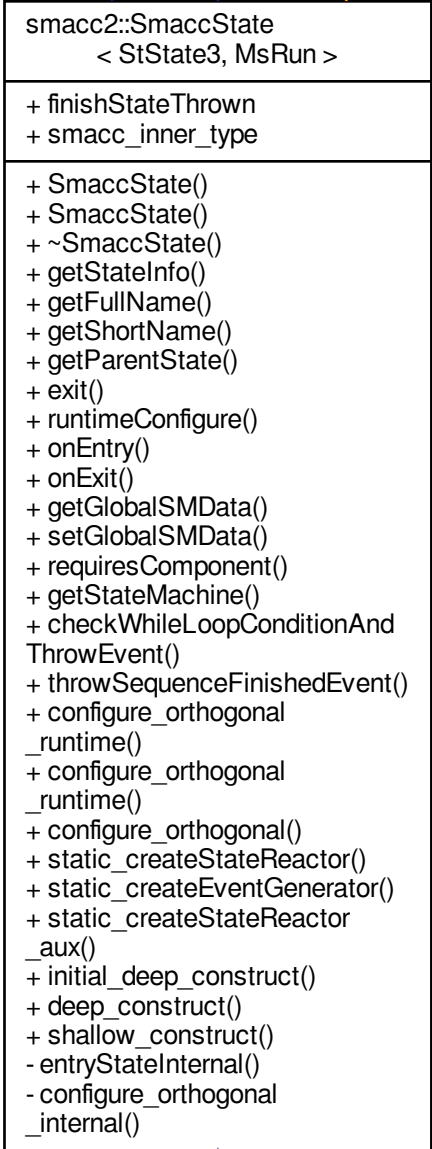 smacc2::SmaccState
< StState3, MsRun >
+ finishStateThrown
+ smacc_inner_type
+ SmaccState()
+ SmaccState()
+ ~SmaccState()
+ getStateInfo()
+ getFullName()
+ getShortName()
+ getParentState()
+ exit()
+ runtimeConfigure()
+ onEntry()
+ onExit()
+ getGlobalSMData()
+ setGlobalSMData()
+ requiresComponent()
+ getStateMachine()
+ checkWhileLoopConditionAnd
ThrowEvent()
+ throwSequenceFinishedEvent()
+ configure_orthogonal
_runtime()
+ configure_orthogonal
_runtime()
+ configure_orthogonal()
+ static_createStateReactor()
+ static_createEventGenerator()
+ static_createStateReactor
_aux()
+ initial_deep_construct()
+ deep_construct()
+ shallow_construct()
- entryStateInternal()
- configure_orthogonal
_internal()